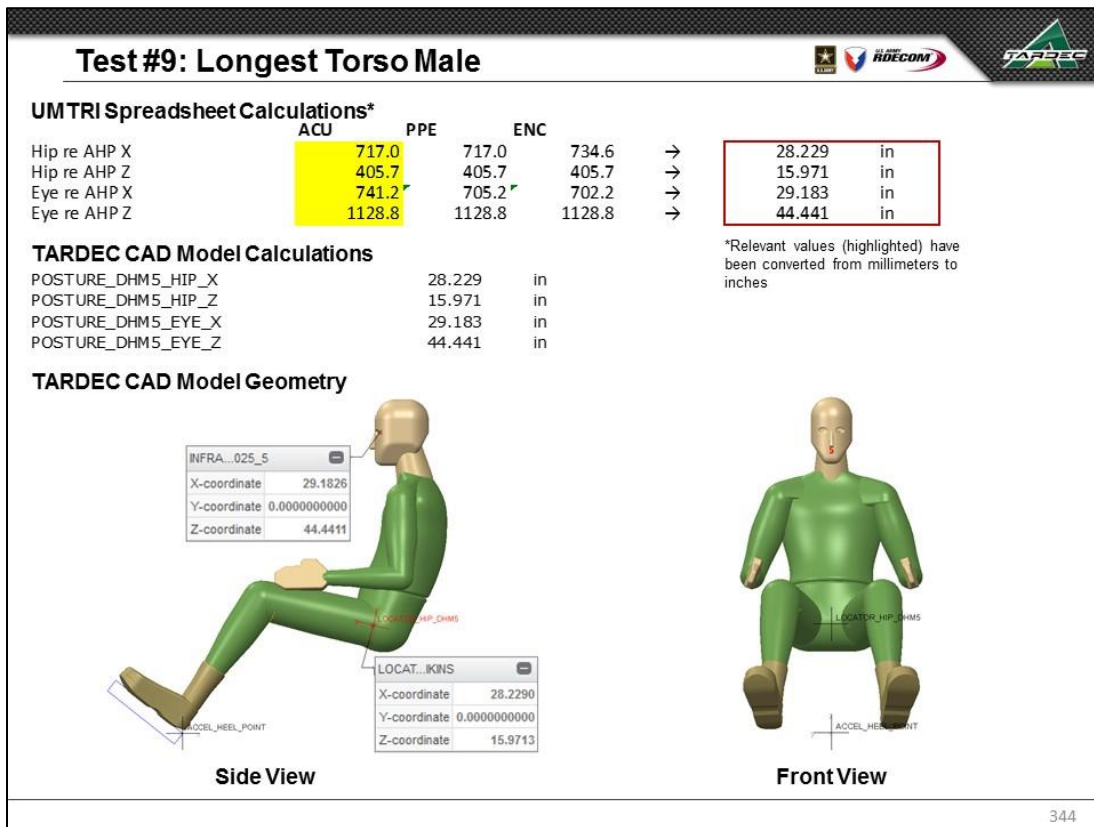 Test #9: Longest Torso Male
U.S. ARMY
U.S. ARMY RDECOM
TARDEC
UMTRI Spreadsheet Calculations*
ACU PPE ENC
Hip re AHP X 717.0 717.0 734.6 → 28.229 in
Hip re AHP Z 405.7 405.7 405.7 → 15.971 in
Eye re AHP X 741.2 705.2 702.2 → 29.183 in
Eye re AHP Z 1128.8 1128.8 1128.8 → 44.441 in
*Relevant values (highlighted) have
been converted from millimeters to
inches
TARDEC CAD Model Calculations
POSTURE_DHM5_HIP_X 28.229 in
POSTURE_DHM5_HIP_Z 15.971 in
POSTURE_DHM5_EYE_X 29.183 in
POSTURE_DHM5_EYE_Z 44.441 in
TARDEC CAD Model Geometry
INFRA...025_5
X-coordinate 29.1826
Y-coordinate 0.0000000000
Z-coordinate 44.4411
5
LOCATOR_HIP_DHM5
LOCATOR_HIP_DHM5
LOCAT...IKINS
X-coordinate 28.2290
Y-coordinate 0.0000000000
Z-coordinate 15.9713
ACCEL_HEEL_POINT
ACCEL_HEEL_POINT
Side View
Front View
344